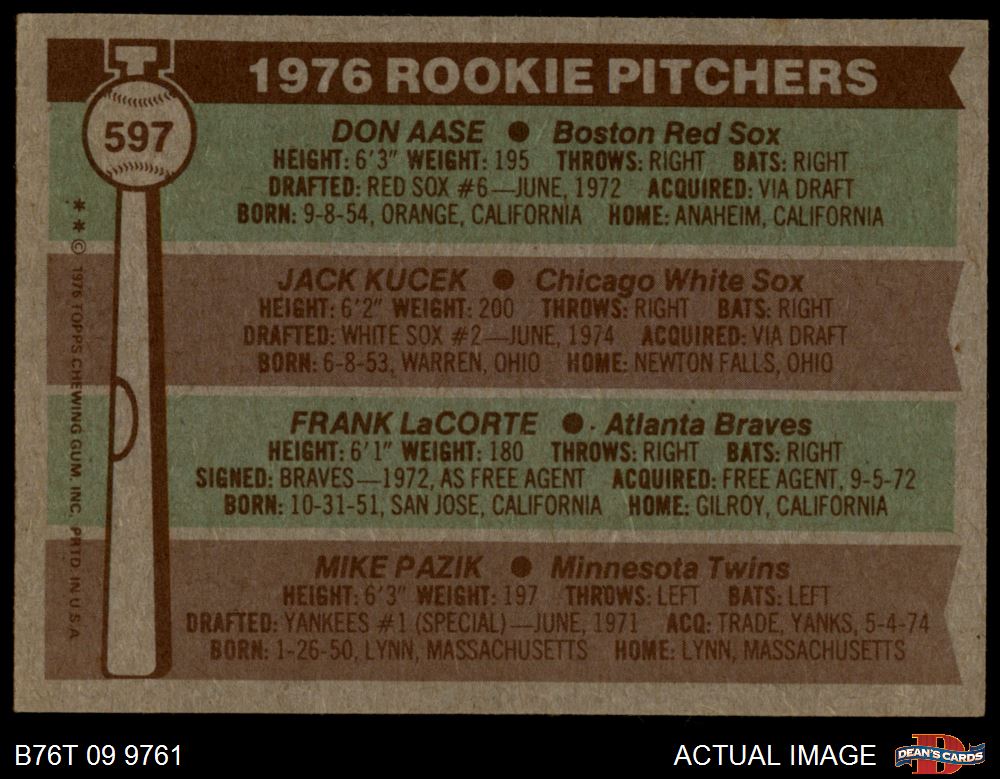 1976 ROOKIE PITCHERS
597
DON AASE ● Boston Red Sox
HEIGHT: 6'3" WEIGHT: 195 THROWS: RIGHT BATS: RIGHT
DRAFTED: RED SOX #6—JUNE, 1972 ACQUIRED: VIA DRAFT
BORN: 9-8-54, ORANGE, CALIFORNIA HOME: ANAHEIM, CALIFORNIA
JACK KUCEK ● Chicago White Sox
HEIGHT: 6'2" WEIGHT: 200 THROWS: RIGHT BATS: RIGHT
DRAFTED: WHITE SOX #2—JUNE, 1974 ACQUIRED: VIA DRAFT
BORN: 6-8-53, WARREN, OHIO HOME: NEWTON FALLS, OHIO
FRANK LaCORTE ● Atlanta Braves
HEIGHT: 6'1" WEIGHT: 180 THROWS: RIGHT BATS: RIGHT
SIGNED: BRAVES—1972, AS FREE AGENT ACQUIRED: FREE AGENT, 9-5-72
BORN: 10-31-51, SAN JOSE, CALIFORNIA HOME: GILROY, CALIFORNIA
MIKE PAZIK ● Minnesota Twins
HEIGHT: 6'3" WEIGHT: 197 THROWS: LEFT BATS: LEFT
DRAFTED: YANKEES #1 (SPECIAL)—JUNE, 1971 ACQ: TRADE, YANKS, 5-4-74
BORN: 1-26-50, LYNN, MASSACHUSETTS HOME: LYNN, MASSACHUSETTS
**© 1976 TOPPS CHEWING GUM, INC. PRTD. IN U.S.A.
B76T 09 9761
ACTUAL IMAGE
D
DEAN'S CARDS